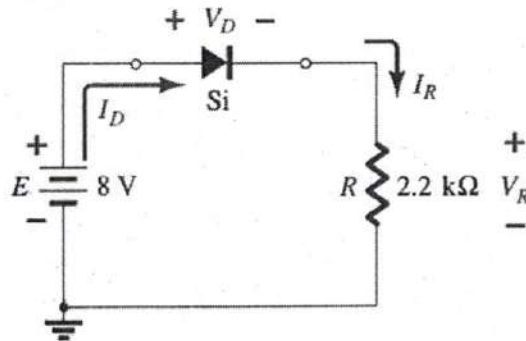 + V_D −
Si
I_D
I_R
+
E 8 V
−
R 2.2 kΩ
+
V_R
−